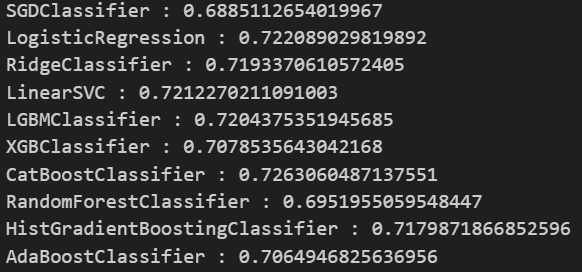 SGDClassifier : 0.6885112654019967
LogisticRegression : 0.722089029819892
RidgeClassifier : 0.7193370610572405
LinearSVC : 0.7212270211091003
LGBMClassifier : 0.7204375351945685
XGBClassifier : 0.7078535643042168
CatBoostClassifier : 0.7263060487137551
RandomForestClassifier : 0.6951955059548447
HistGradientBoostingClassifier : 0.7179871866852596
AdaBoostClassifier : 0.7064946825636956